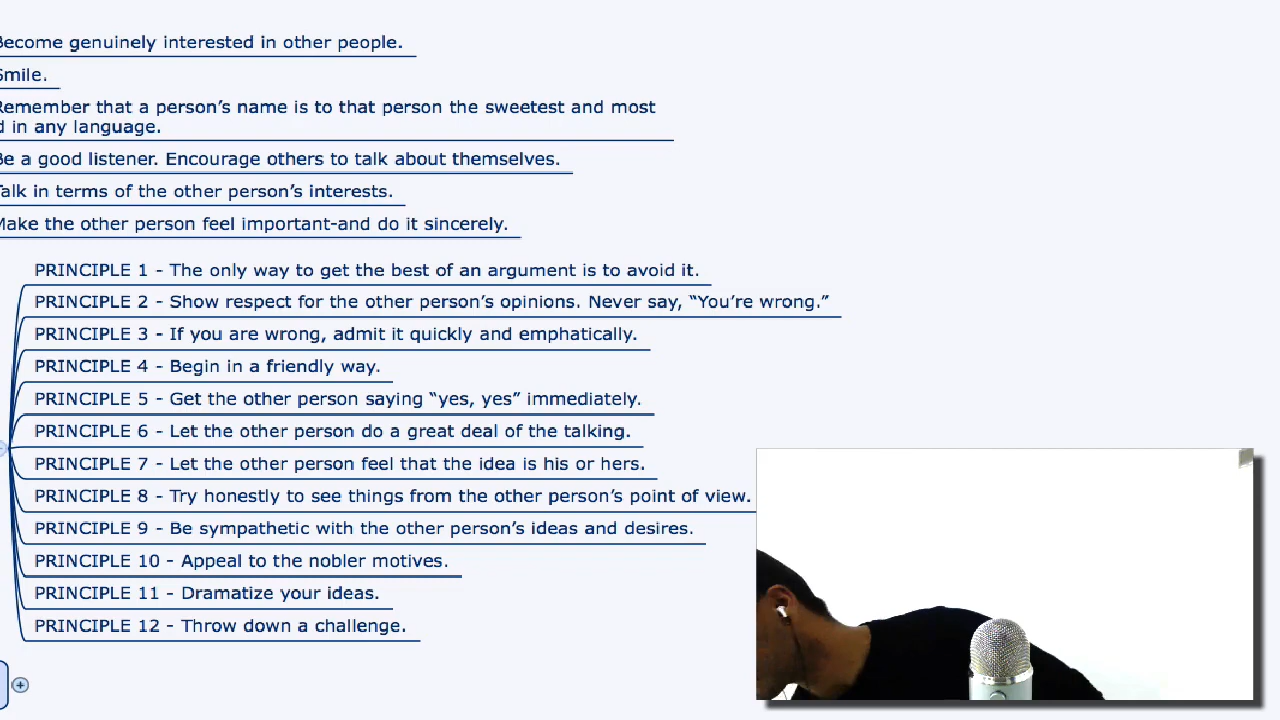 Become genuinely interested in other people.
Smile.
Remember that a person's name is to that person the sweetest and most
d in any language.
Be a good listener. Encourage others to talk about themselves.
Talk in terms of the other person's interests.
Make the other person feel important-and do it sincerely.
PRINCIPLE 1 - The only way to get the best of an argument is to avoid it.
PRINCIPLE 2 - Show respect for the other person’s opinions. Never say, “You’re wrong.”
PRINCIPLE 3 - If you are wrong, admit it quickly and emphatically.
PRINCIPLE 4 - Begin in a friendly way.
PRINCIPLE 5 - Get the other person saying “yes, yes” immediately.
PRINCIPLE 6 - Let the other person do a great deal of the talking.
PRINCIPLE 7 - Let the other person feel that the idea is his or hers.
PRINCIPLE 8 - Try honestly to see things from the other person’s point of view.
PRINCIPLE 9 - Be sympathetic with the other person’s ideas and desires.
PRINCIPLE 10 - Appeal to the nobler motives.
PRINCIPLE 11 - Dramatize your ideas.
PRINCIPLE 12 - Throw down a challenge.